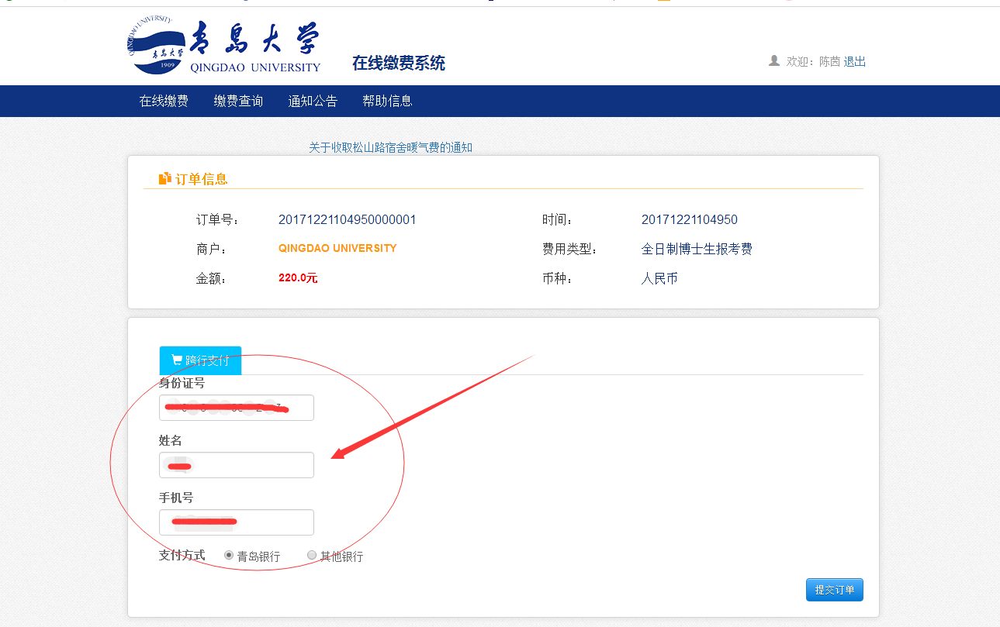 QINGDAO UNIVERSITY
青岛大学
1909
青岛大学
QINGDAO UNIVERSITY
在线缴费系统
欢迎：陈茵 退出
在线缴费 缴费查询 通知公告 帮助信息
关于收取松山路宿舍暖气费的通知
订单信息
订单号： 20171221104950000001 时间： 20171221104950
商户： QINGDAO UNIVERSITY 费用类型： 全日制博士生报考费
金额： 220.0元 币种： 人民币
跨行支付
身份证号
姓名
手机号
支付方式 青岛银行 其他银行
提交订单